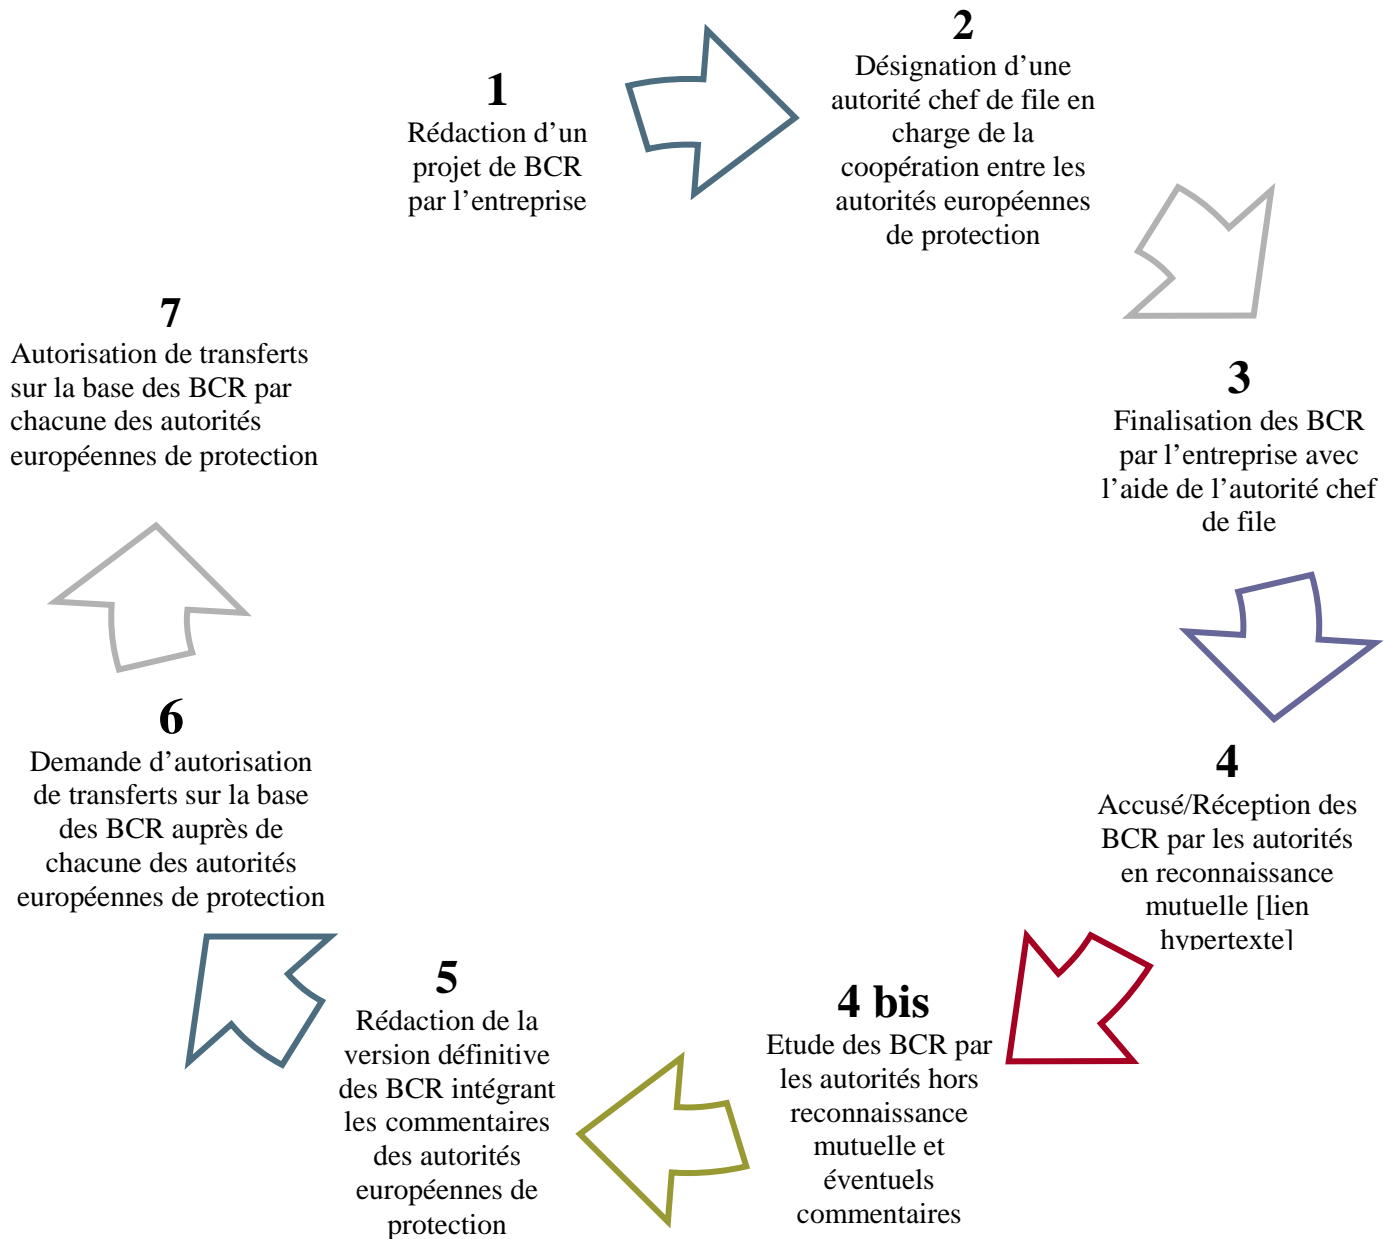 1
Rédaction d’un
projet de BCR
par l’entreprise
2
Désignation d’une
autorité chef de file en
charge de la
coopération entre les
autorités européennes
de protection
3
Finalisation des BCR
par l’entreprise avec
l’aide de l’autorité chef
de file
4
Accusé/Réception des
BCR par les autorités
en reconnaissance
mutuelle [lien
hypertexte]
4 bis
Etude des BCR par
les autorités hors
reconnaissance
mutuelle et
éventuels
commentaires
5
Rédaction de la
version définitive
des BCR intégrant
les commentaires
des autorités
européennes de
protection
6
Demande d’autorisation
de transferts sur la base
des BCR auprès de
chacune des autorités
européennes de protection
7
Autorisation de transferts
sur la base des BCR par
chacune des autorités
européennes de protection